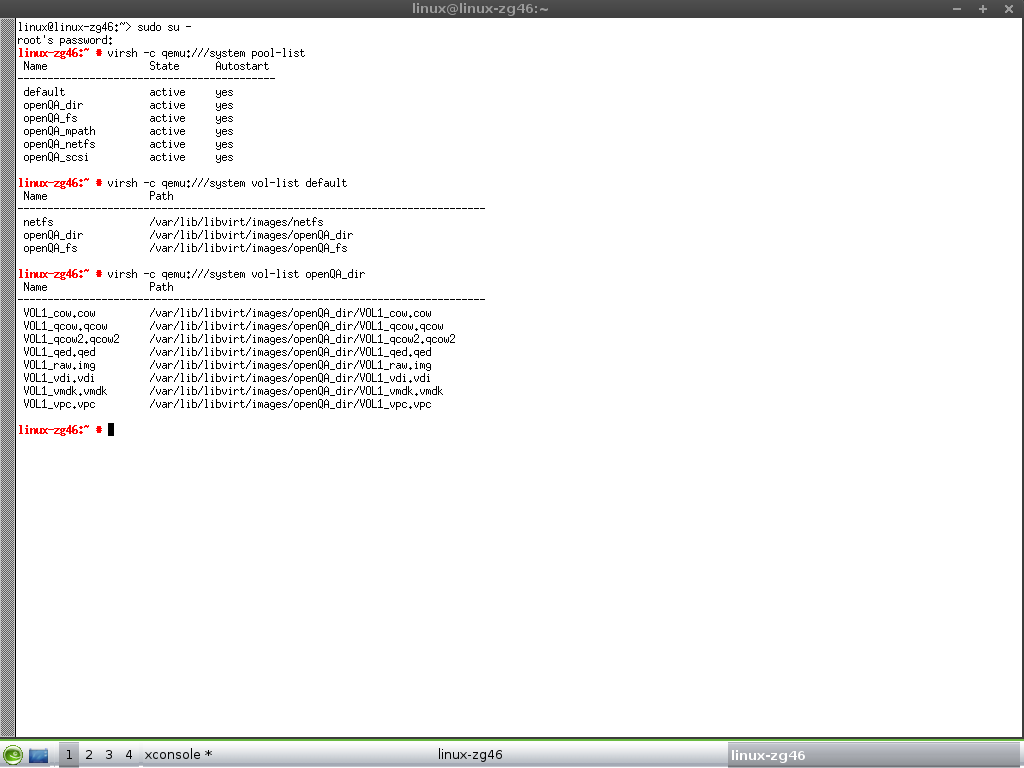 linux@linux-zg46:~
linux@linux-zg46:~> sudo su -
root's password:
linux-zg46:~ # virsh -c qemu:///system pool-list
Name State Autostart
-------------------------------------------
default active yes
openQA_dir active yes
openQA_fs active yes
openQA_mpath active yes
openQA_netfs active yes
openQA_scsi active yes
linux-zg46:~ # virsh -c qemu:///system vol-list default
Name Path
------------------------------------------------------------------------------
netfs /var/lib/libvirt/images/netfs
openQA_dir /var/lib/libvirt/images/openQA_dir
openQA_fs /var/lib/libvirt/images/openQA_fs
linux-zg46:~ # virsh -c qemu:///system vol-list openQA_dir
Name Path
------------------------------------------------------------------------------
VOL1_cow.cow /var/lib/libvirt/images/openQA_dir/VOL1_cow.cow
VOL1_qcow.qcow /var/lib/libvirt/images/openQA_dir/VOL1_qcow.qcow
VOL1_qcow2.qcow2 /var/lib/libvirt/images/openQA_dir/VOL1_qcow2.qcow2
VOL1_qed.qed /var/lib/libvirt/images/openQA_dir/VOL1_qed.qed
VOL1_raw.img /var/lib/libvirt/images/openQA_dir/VOL1_raw.img
VOL1_vdi.vdi /var/lib/libvirt/images/openQA_dir/VOL1_vdi.vdi
VOL1_vmdk.vmdk /var/lib/libvirt/images/openQA_dir/VOL1_vmdk.vmdk
VOL1_vpc.vpc /var/lib/libvirt/images/openQA_dir/VOL1_vpc.vpc
linux-zg46:~ #
1 2 3 4 xconsole * linux-zg46 linux-zg46